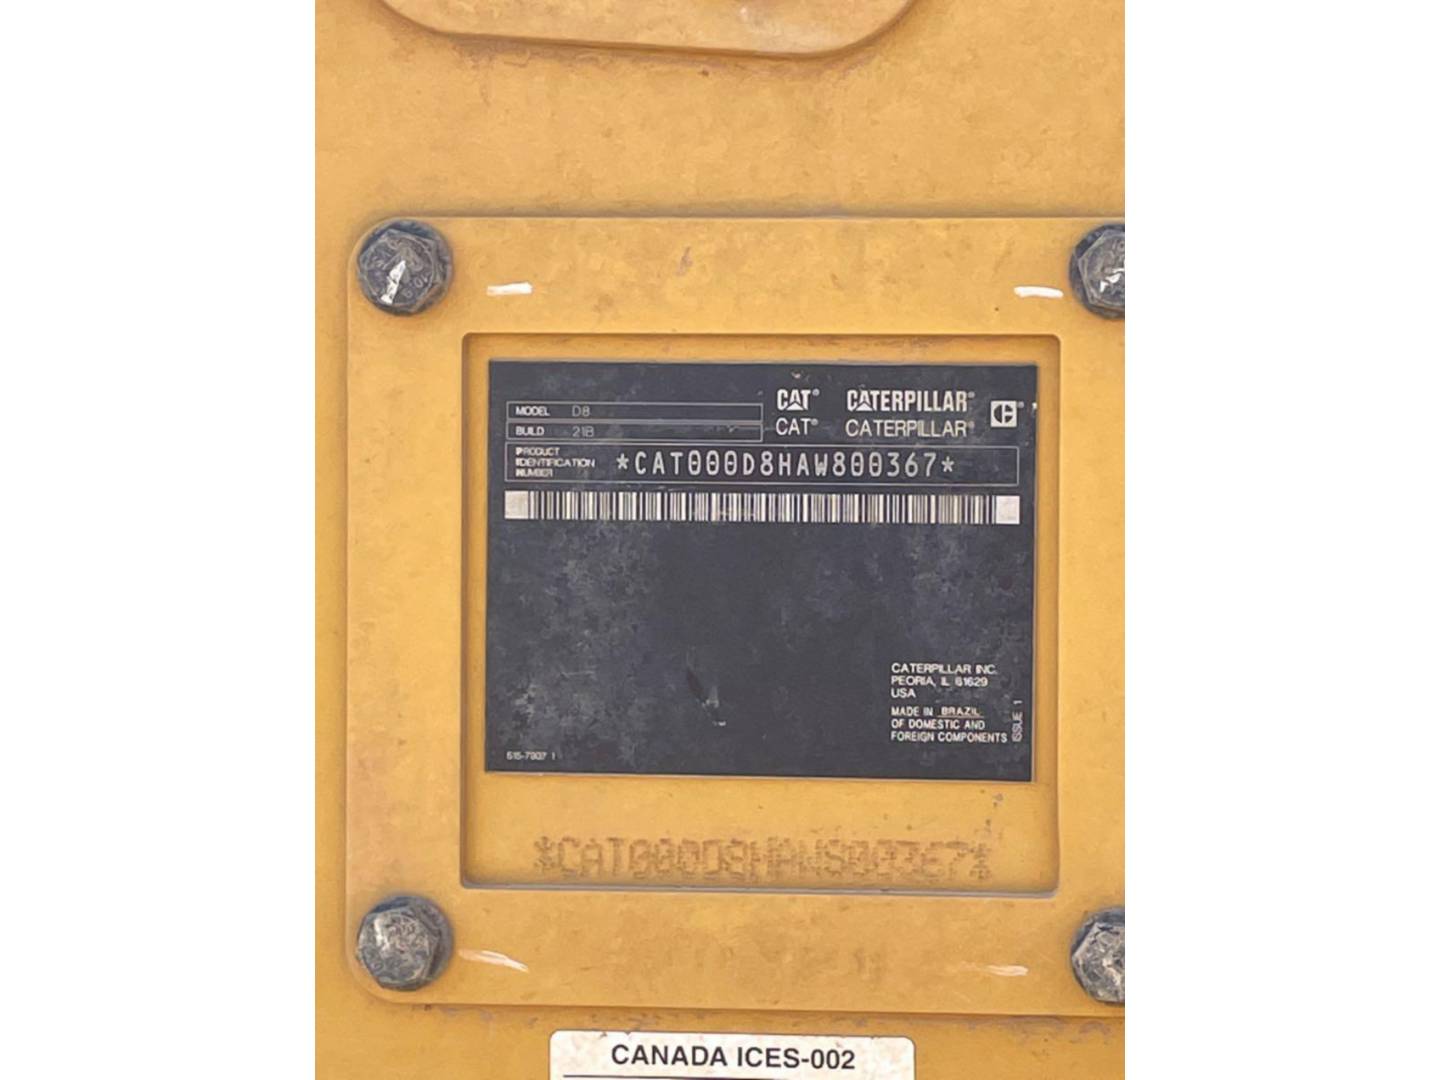 CAT® CATERPILLAR®
CAT® CATERPILLAR®
MODEL D8
BUILD 21B
PRODUCT IDENTIFICATION NUMBER *CAT000D8HAW800367*
CATERPILLAR INC.
PEORIA, IL 61629
USA
MADE IN BRAZIL
OF DOMESTIC AND
FOREIGN COMPONENTS
ISSUE 1
CANADA ICES-002